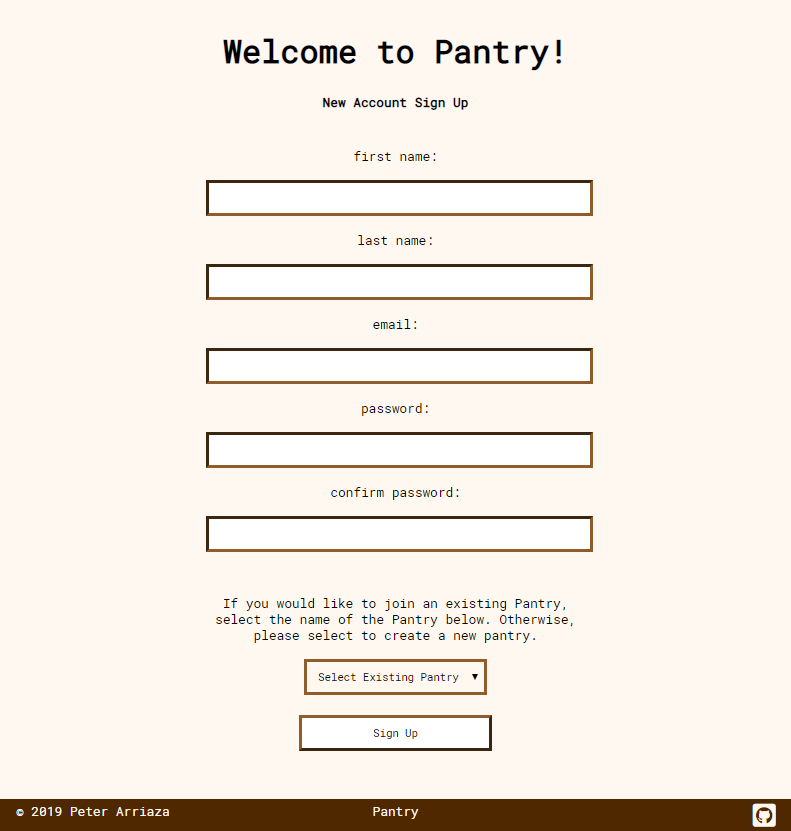 Welcome to Pantry!
New Account Sign Up
first name:
last name:
email:
password:
confirm password:
If you would like to join an existing Pantry,
select the name of the Pantry below. Otherwise,
please select to create a new pantry.
Select Existing Pantry ▼
Sign Up
© 2019 Peter Arriaza Pantry